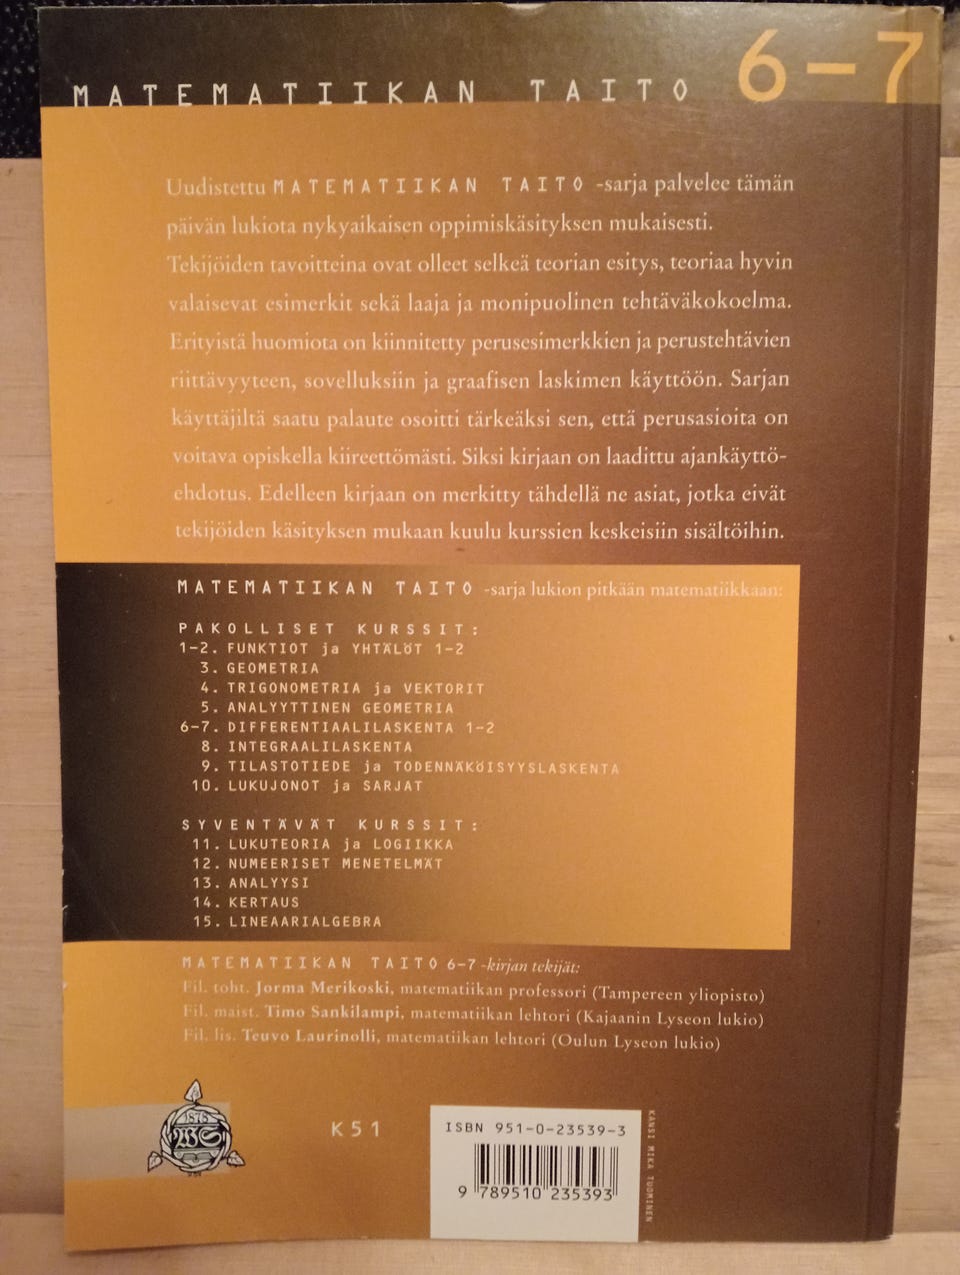 MATEMATIIKAN TAITO 6–7
Uudistettu MATEMATIIKAN TAITO -sarja palvelee tämän
päivän lukiota nykyaikaisen oppimiskäsityksen mukaisesti.
Tekijöiden tavoitteina ovat olleet selkeä teorian esitys, teoriaa hyvin
valaisevat esimerkit sekä laaja ja monipuolinen tehtäväkokoelma.
Erityistä huomiota on kiinnitetty perusesimerkkien ja perustehtävien
riittävyyteen, sovelluksiin ja graafisen laskimen käyttöön. Sarjan
käyttäjiltä saatu palaute osoitti tärkeäksi sen, että perusasioita on
voitava opiskella kiireettömästi. Siksi kirjaan on laadittu ajankäyttö-
ehdotus. Edelleen kirjaan on merkitty tähdellä ne asiat, jotka eivät
tekijöiden käsityksen mukaan kuulu kurssien keskeisiin sisältöihin.
MATEMATIIKAN TAITO -sarja lukion pitkään matematiikkaan:
PAKOLLISET KURSSIT:
1–2. FUNKTIOT ja YHTÄLÖT 1–2
3. GEOMETRIA
4. TRIGONOMETRIA ja VEKTORIT
5. ANALYYTTINEN GEOMETRIA
6–7. DIFFERENTIAALILASKENTA 1–2
8. INTEGRAALILASKENTA
9. TILASTOTIEDE ja TODENNÄKÖISYYSLASKENTA
10. LUKUJONOT ja SARJAT
SYVENTÄVÄT KURSSIT:
11. LUKUTEORIA ja LOGIIKKA
12. NUMEERISET MENETELMÄT
13. ANALYYSI
14. KERTAUS
15. LINEAARIALGEBRA
MATEMATIIKAN TAITO 6–7 -kirjan tekijät:
Fil. toht. Jorma Merikoski, matematiikan professori (Tampereen yliopisto)
Fil. maist. Timo Sankilampi, matematiikan lehtori (Kajaanin Lyseon lukio)
Fil. lis. Teuvo Laurinolli, matematiikan lehtori (Oulun Lyseon lukio)
1878
WS
K51
ISBN 951-0-23539-3
9 789510 235393
KANSI MIKA TUOMINEN